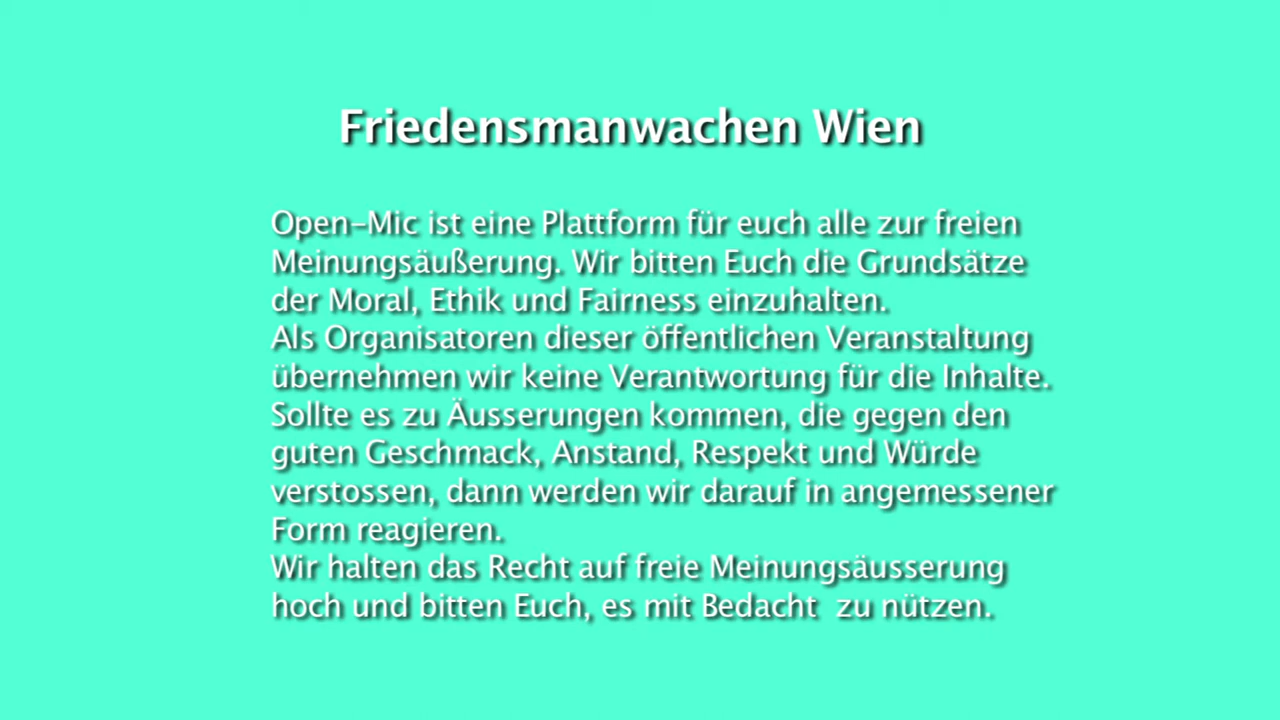 Friedensmanwachen Wien
Open-Mic ist eine Plattform für euch alle zur freien
Meinungsäußerung. Wir bitten Euch die Grundsätze
der Moral, Ethik und Fairness einzuhalten.
Als Organisatoren dieser öffentlichen Veranstaltung
übernehmen wir keine Verantwortung für die Inhalte.
Sollte es zu Äusserungen kommen, die gegen den
guten Geschmack, Anstand, Respekt und Würde
verstossen, dann werden wir darauf in angemessener
Form reagieren.
Wir halten das Recht auf freie Meinungsäusserung
hoch und bitten Euch, es mit Bedacht  zu nützen.